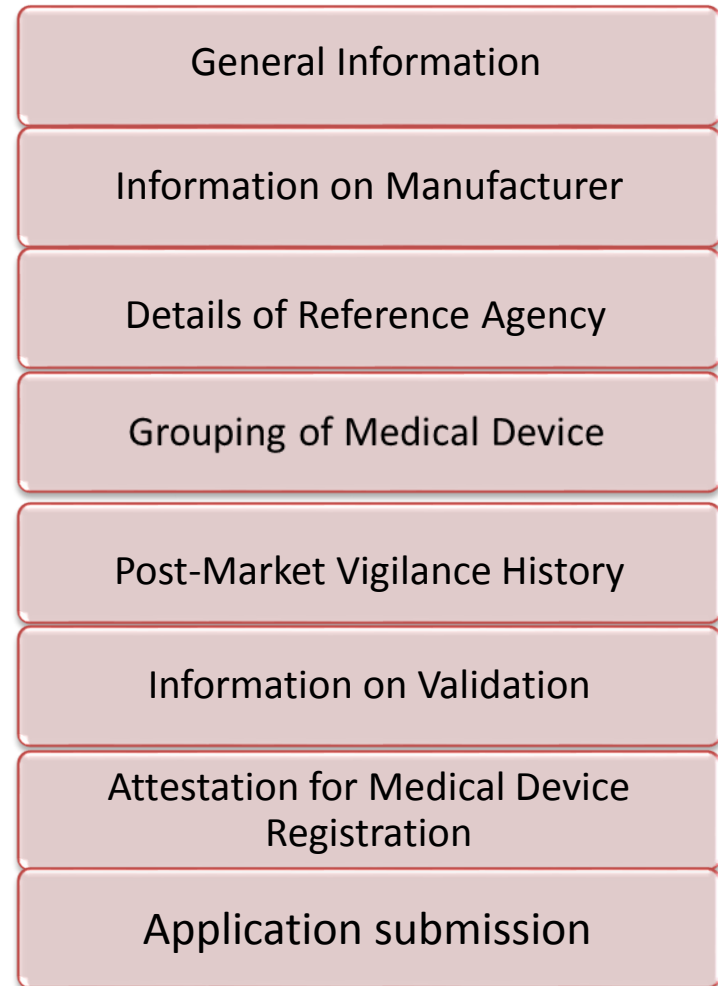 General Information
Information on Manufacturer
Details of Reference Agency
Grouping of Medical Device
Post-Market Vigilance History
Information on Validation
Attestation for Medical Device
Registration
Application submission